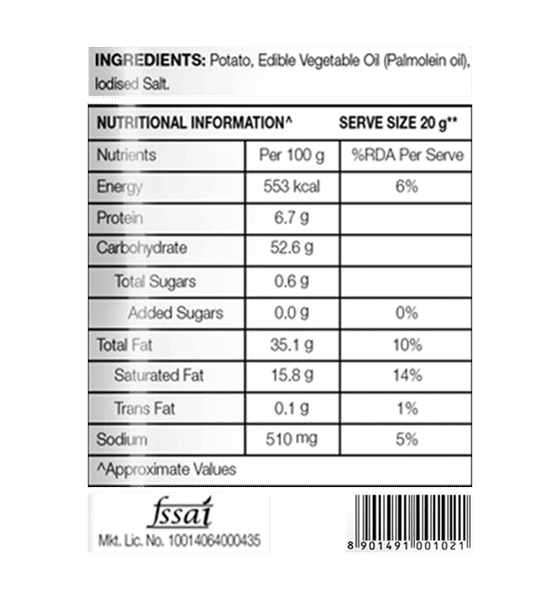 INGREDIENTS: Potato, Edible Vegetable Oil (Palmolein oil),
Iodised Salt.
NUTRITIONAL INFORMATION^ SERVE SIZE 20 g**
Nutrients Per 100 g %RDA Per Serve
Energy 553 kcal 6%
Protein 6.7 g
Carbohydrate 52.6 g
Total Sugars 0.6 g
Added Sugars 0.0 g 0%
Total Fat 35.1 g 10%
Saturated Fat 15.8 g 14%
Trans Fat 0.1 g 1%
Sodium 510 mg 5%
^Approximate Values
fssai
Mkt. Lic. No. 10014064000435
8 901491 001021